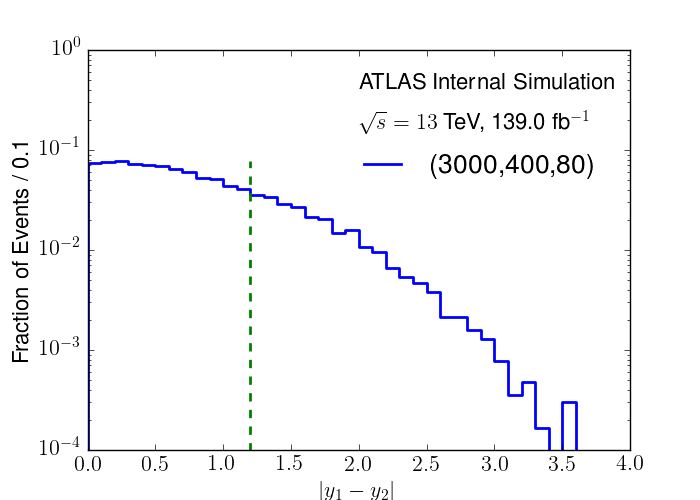 ATLAS Internal Simulation
√s = 13 TeV, 139.0 fb⁻¹
(3000,400,80)
Fraction of Events / 0.1
10⁰
10⁻¹
10⁻²
10⁻³
10⁻⁴
0.0 0.5 1.0 1.5 2.0 2.5 3.0 3.5 4.0
|y₁ − y₂|